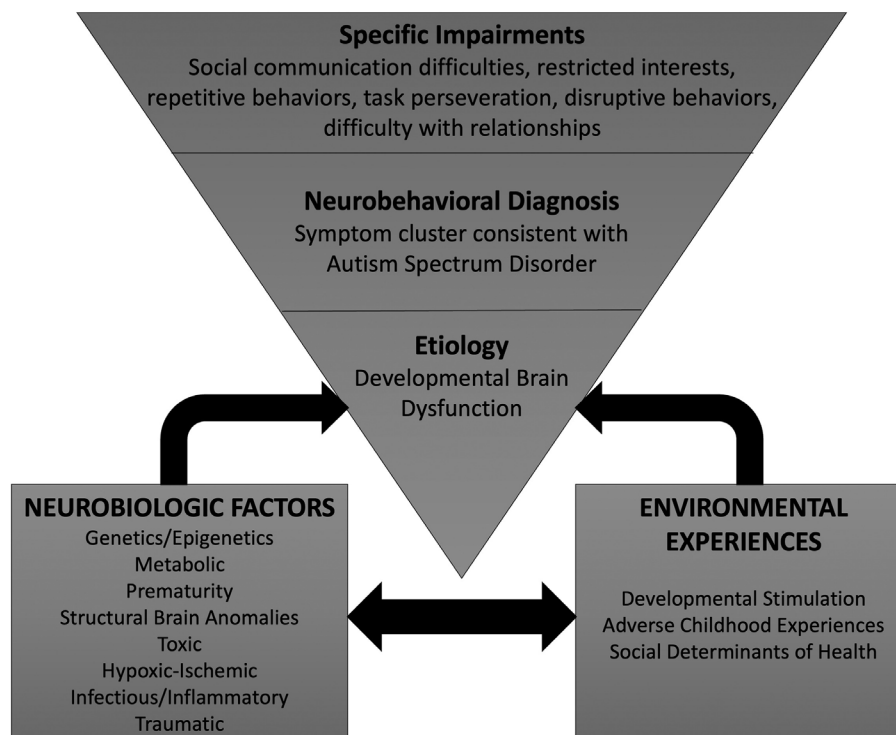 Specific Impairments
Social communication difficulties, restricted interests,
repetitive behaviors, task perseveration, disruptive behaviors,
difficulty with relationships
Neurobehavioral Diagnosis
Symptom cluster consistent with
Autism Spectrum Disorder
Etiology
Developmental Brain
Dysfunction
NEUROBIOLOGIC FACTORS
Genetics/Epigenetics
Metabolic
Prematurity
Structural Brain Anomalies
Toxic
Hypoxic-Ischemic
Infectious/Inflammatory
Traumatic
ENVIRONMENTAL
EXPERIENCES
Developmental Stimulation
Adverse Childhood Experiences
Social Determinants of Health